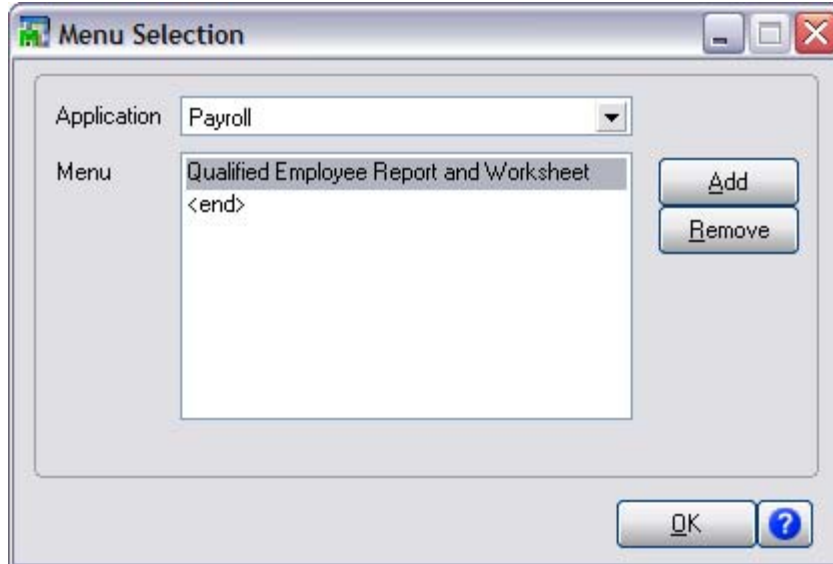 Menu Selection
Application Payroll
Menu Qualified Employee Report and Worksheet
<end>
Add
Remove
OK